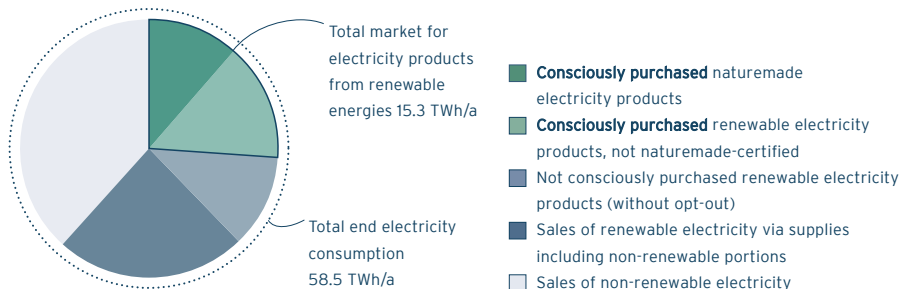 Total market for
electricity products
from renewable
energies 15.3 TWh/a
Total end electricity
consumption
58.5 TWh/a
Consciously purchased naturemade
electricity products
Consciously purchased renewable electricity
products, not naturemade-certified
Not consciously purchased renewable electricity
products (without opt-out)
Sales of renewable electricity via supplies
including non-renewable portions
Sales of non-renewable electricity